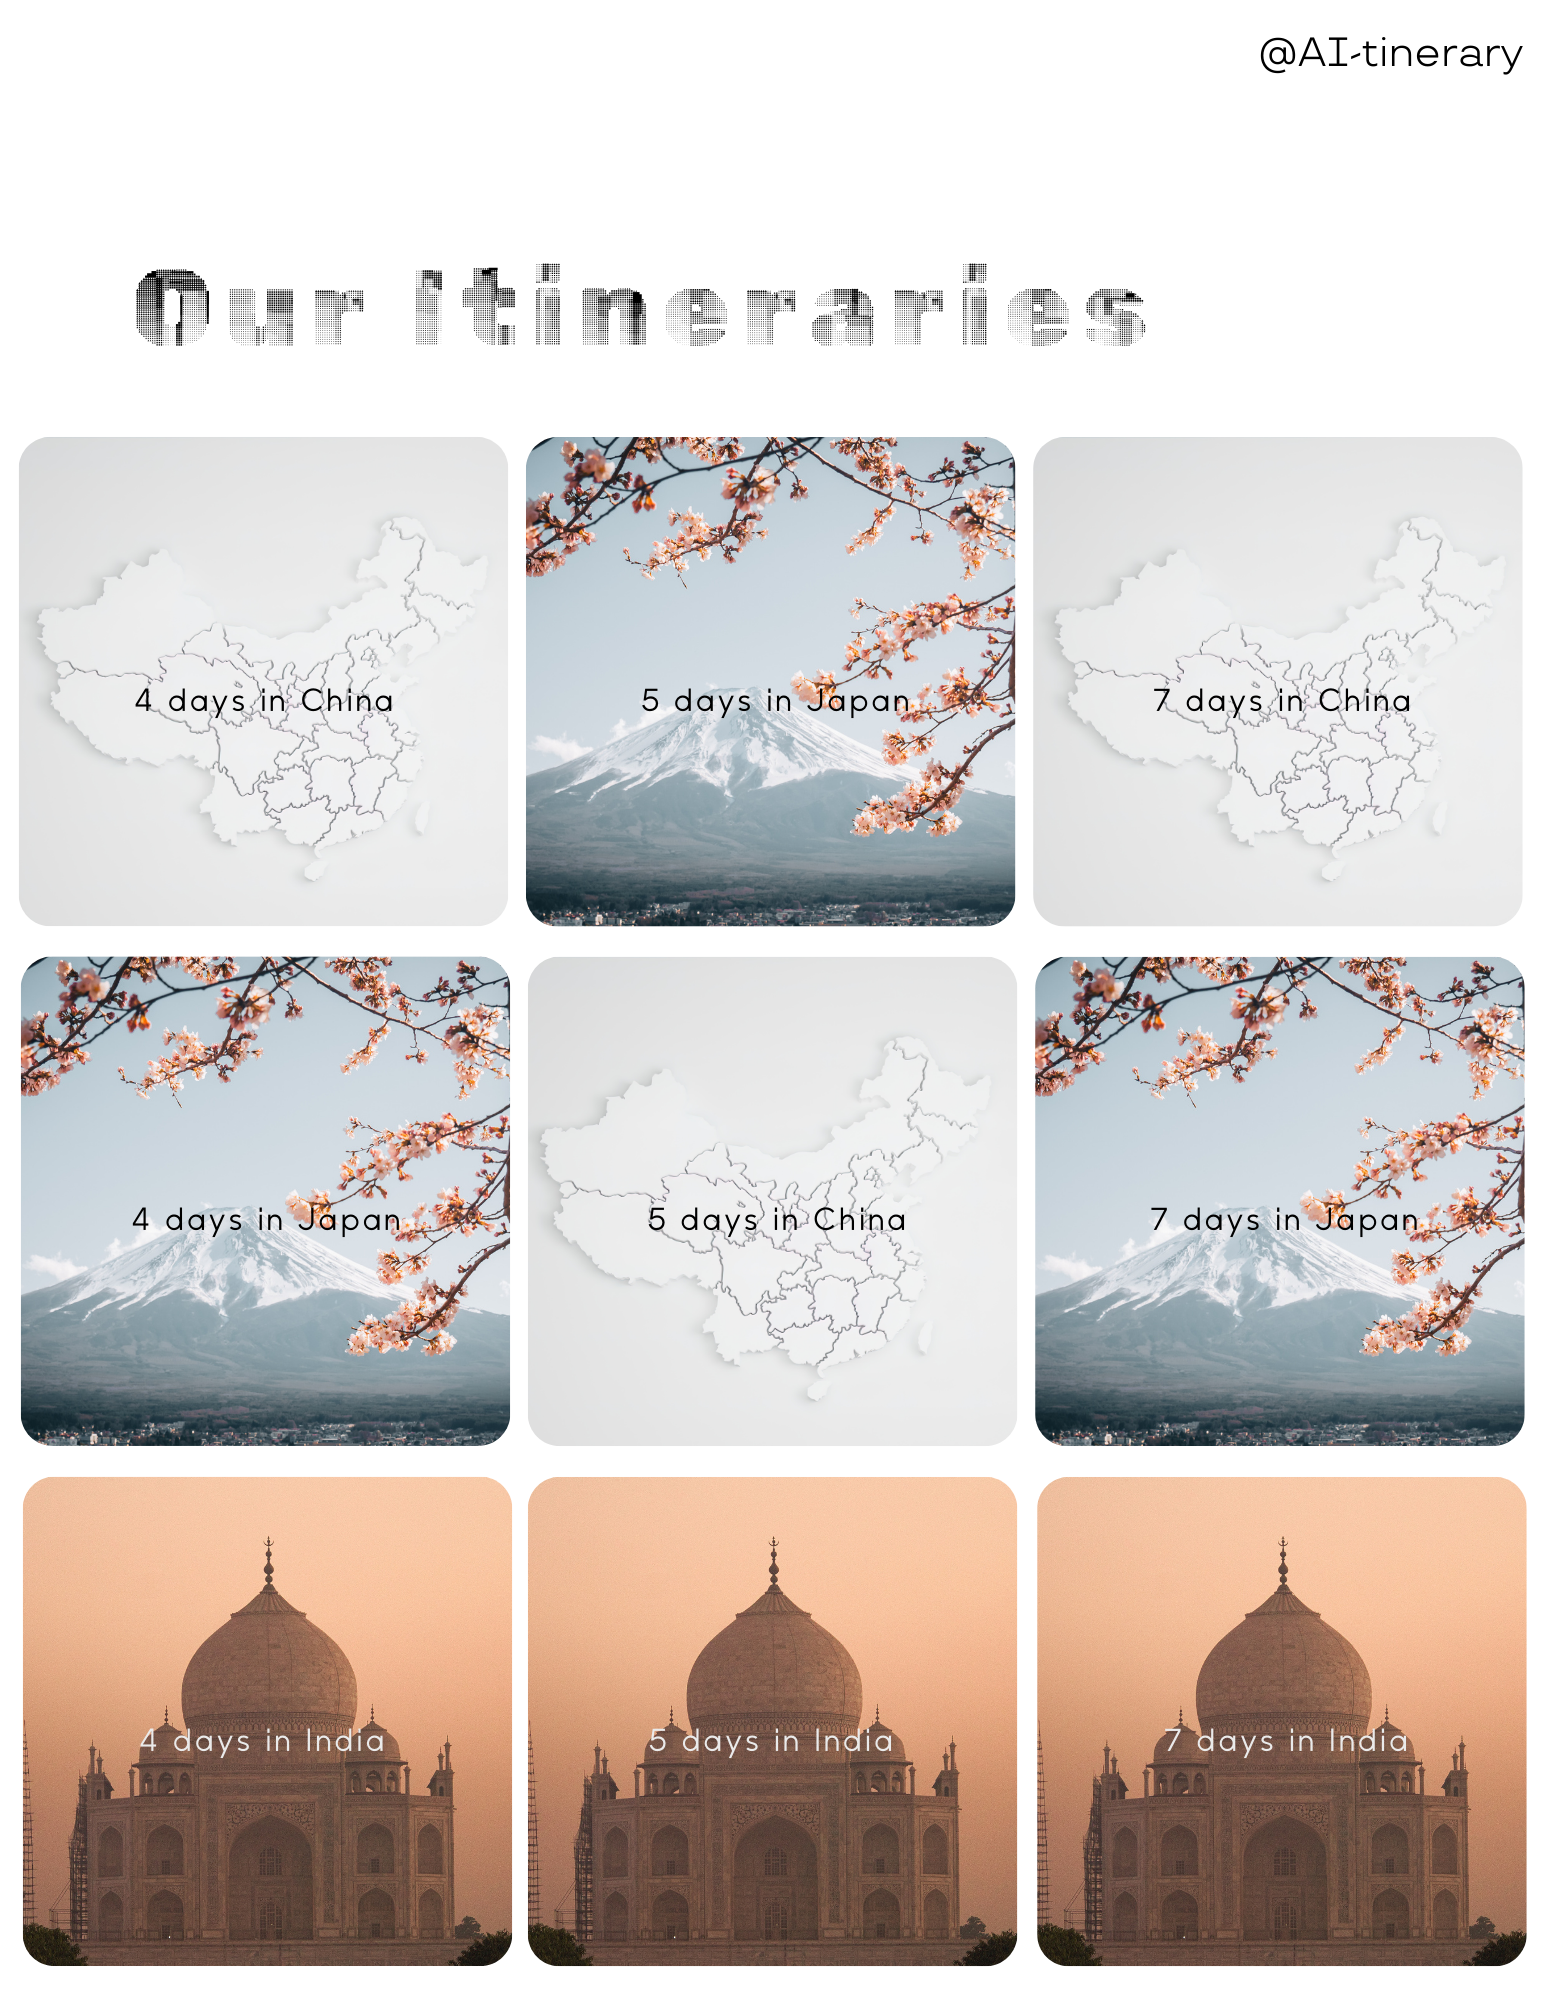 @AI-tinerary
Our Itineraries
4 days in China
5 days in Japan
7 days in China
4 days in Japan
5 days in China
7 days in Japan
4 days in India
5 days in India
7 days in India